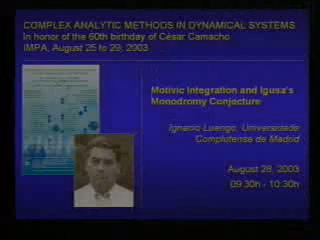 COMPLEX ANALYTIC METHODS IN DYNAMICAL SYSTEMS
In honor of the 60th birthday of César Camacho
IMPA, August 25 to 29, 2003
Motivic Integration and Igusa's
Monodromy Conjecture
Ignacio Luengo, Universidade
Complutense de Madrid
August 28, 2003
09:30h - 10:30h